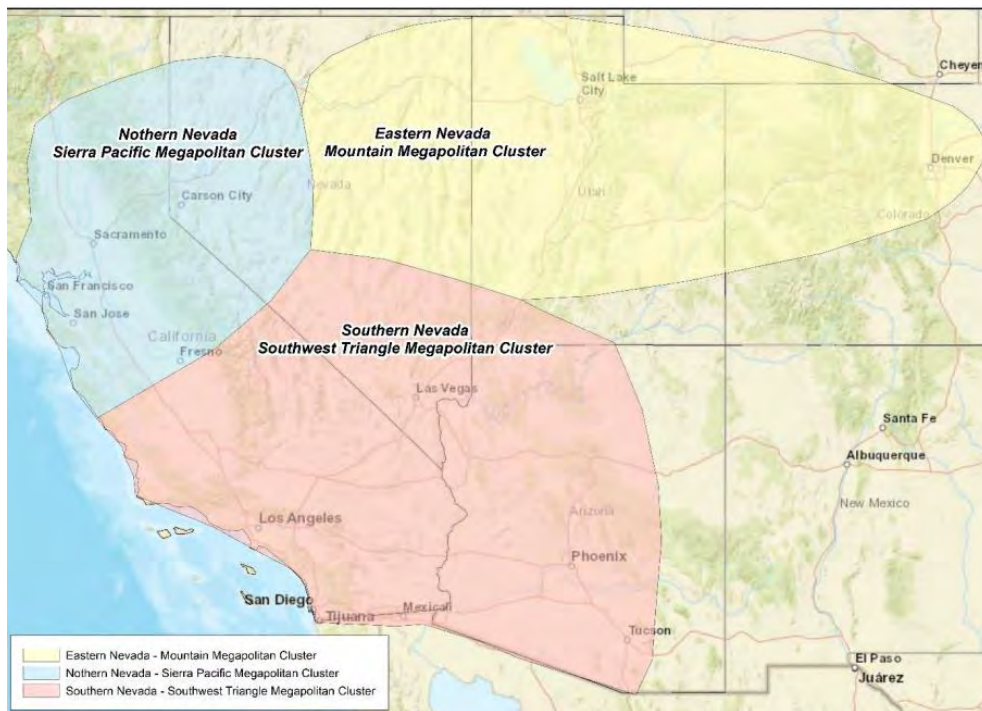 Cheyen
Salt Lake
City
Nothern Nevada
Sierra Pacific Megapolitan Cluster
Eastern Nevada
Mountain Megapolitan Cluster
Denver
Nevada
Utah
Carson City
Colorado
Sacramento
San Francisco
San Jose
California
Fresno
Southern Nevada
Southwest Triangle Megapolitan Cluster
Las Vegas
Santa Fe
Albuquerque
New Mexico
Los Angeles
Arizona
Phoenix
San Diego
Tijuana
Mexicali
Tucson
El Paso
Juárez
Eastern Nevada - Mountain Megapolitan Cluster
Nothern Nevada - Sierra Pacific Megapolitan Cluster
Southern Nevada - Southwest Triangle Megapolitan Cluster